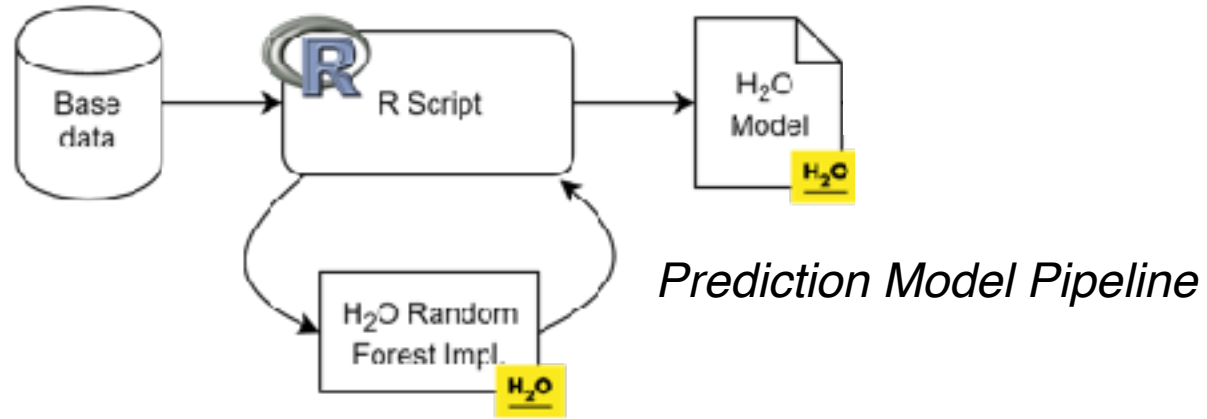 Base
data
R
R Script
H₂O
Model
H₂O
Prediction Model Pipeline
H₂O Random
Forest Impl.
H₂O